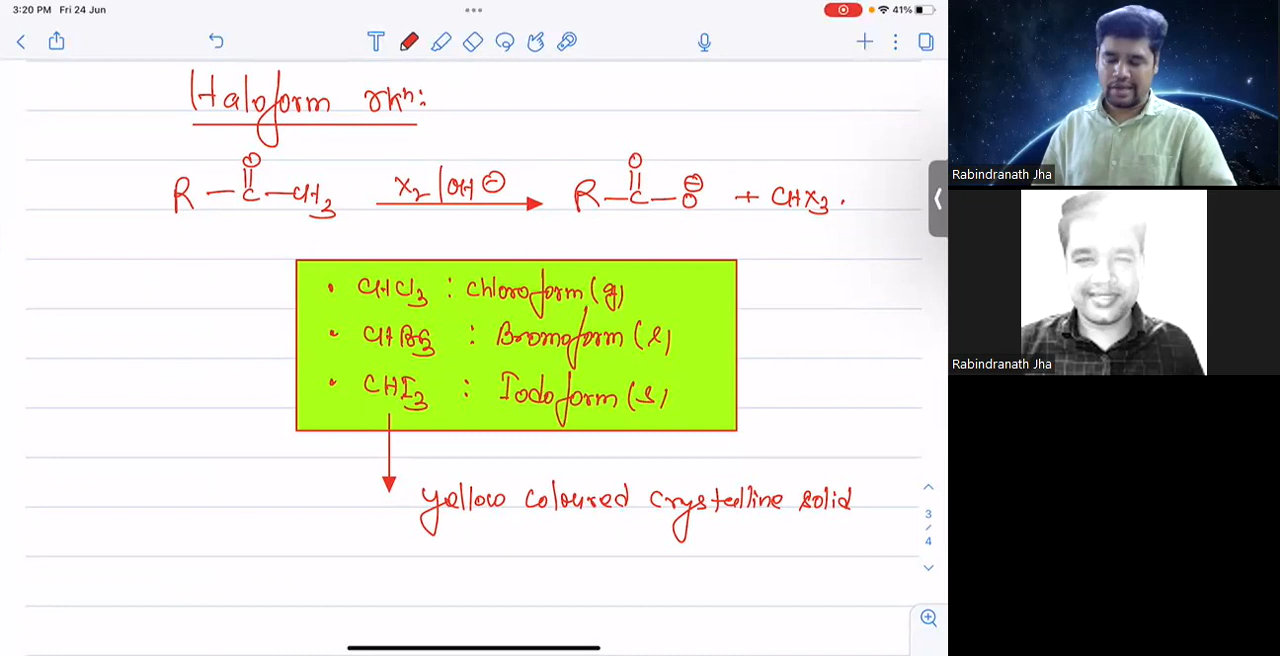 3:20 PM Fri 24 Jun
41%
Haloform rxn:
R — C — CH3 X2 | OH⊖ R — C — O⊖ + CHX3.
O O
• CHCl3 : Chloroform (g)
• CHBr3 : Bromoform (l)
• CHI3 : Iodoform (s)
yellow coloured crystalline solid
3
/
4
Rabindranath Jha
Rabindranath Jha